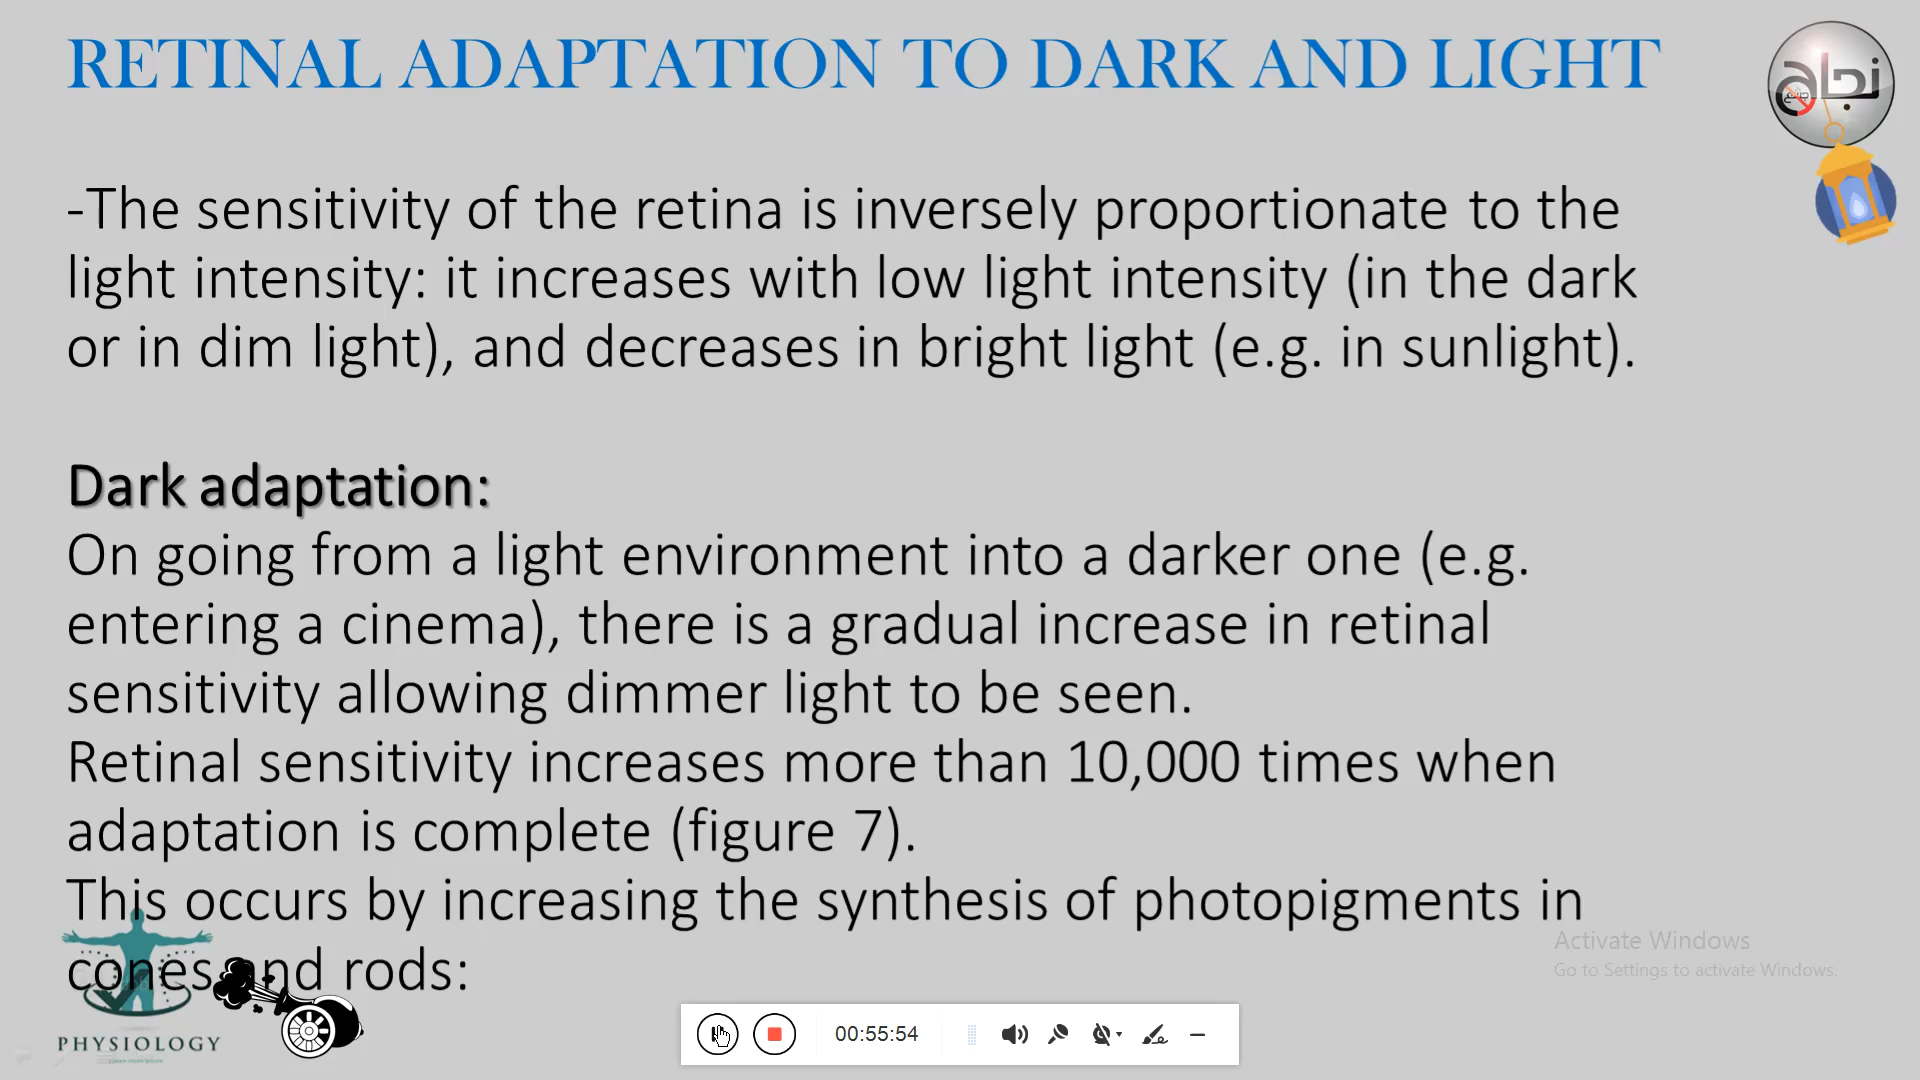 RETINAL ADAPTATION TO DARK AND LIGHT
-The sensitivity of the retina is inversely proportionate to the
light intensity: it increases with low light intensity (in the dark
or in dim light), and decreases in bright light (e.g. in sunlight).
Dark adaptation:
On going from a light environment into a darker one (e.g.
entering a cinema), there is a gradual increase in retinal
sensitivity allowing dimmer light to be seen.
Retinal sensitivity increases more than 10,000 times when
adaptation is complete (figure 7).
This occurs by increasing the synthesis of photopigments in
cones and rods:
Activate Windows
Go to Settings to activate Windows.
PHYSIOLOGY
00:55:54